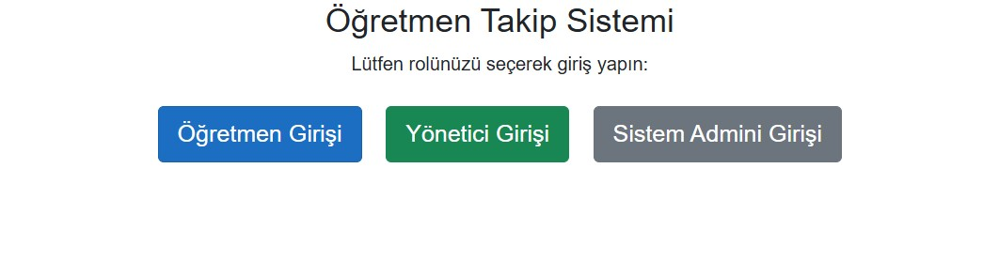 Öğretmen Takip Sistemi
Lütfen rolünüzü seçerek giriş yapın:
Öğretmen Girişi Yönetici Girişi Sistem Admini Girişi